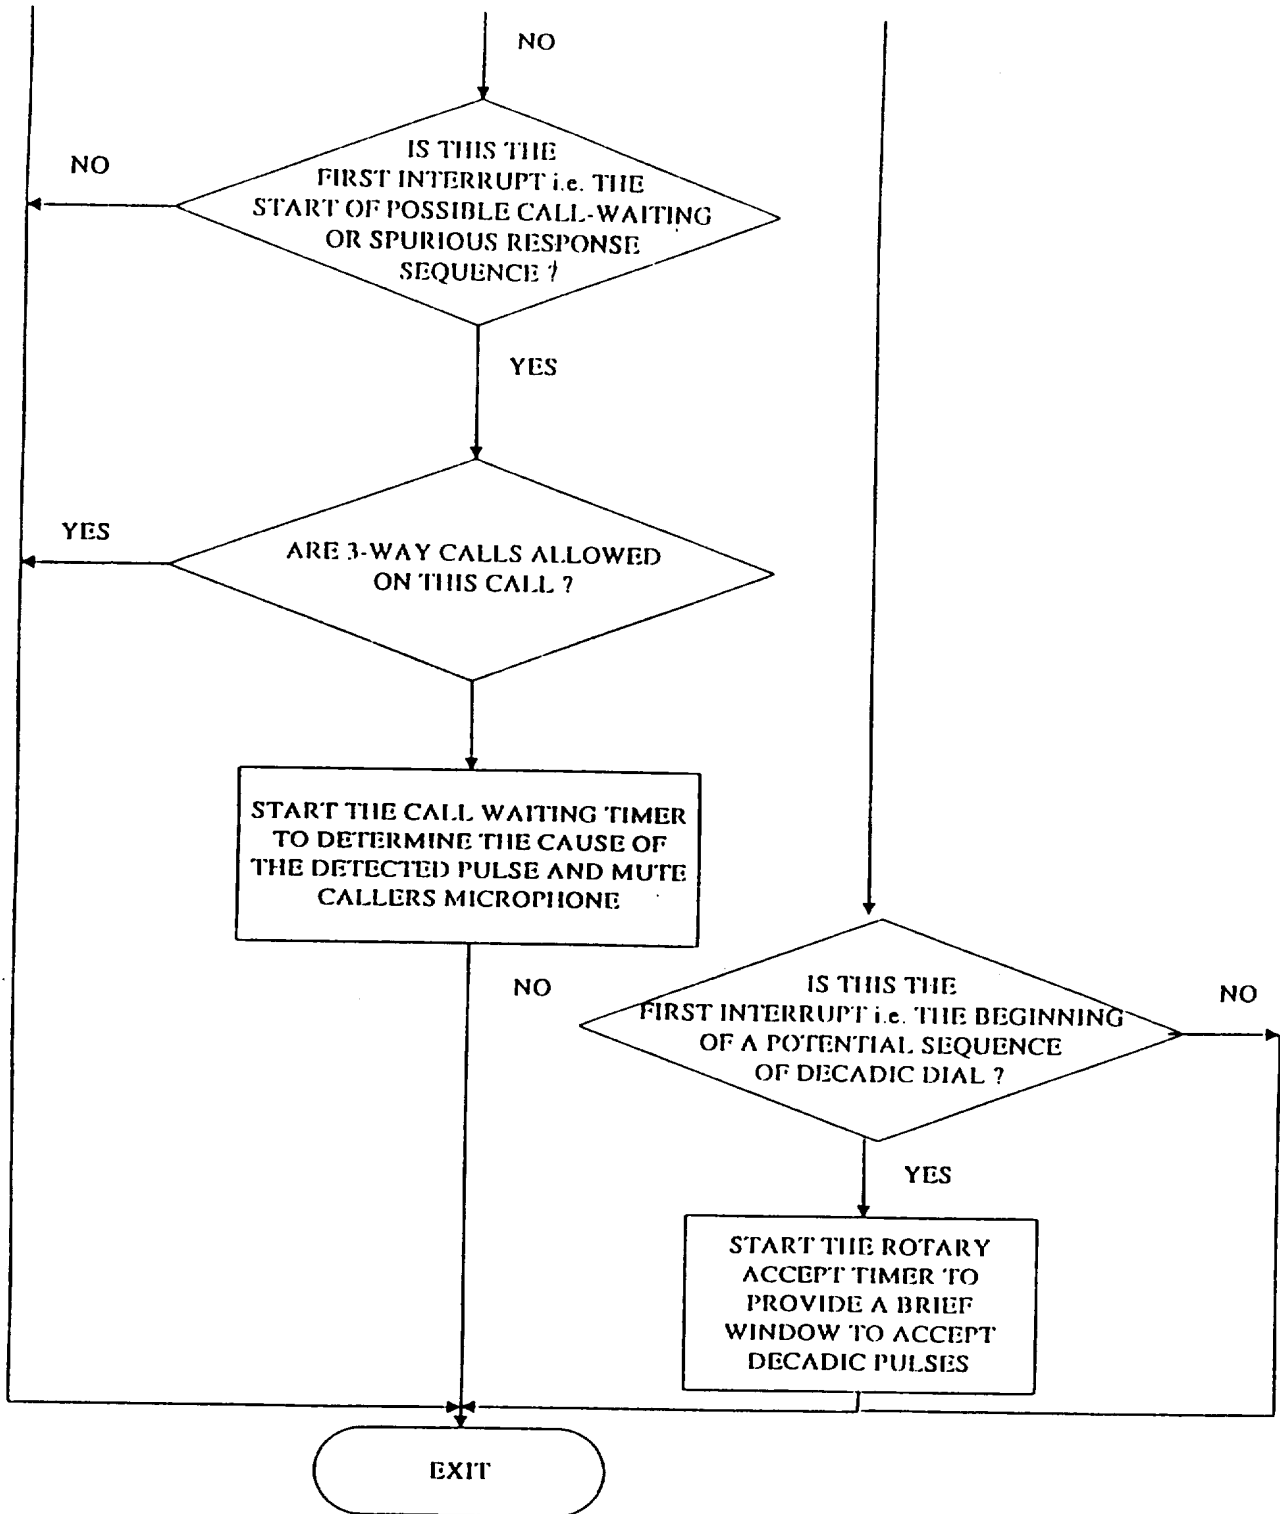 NO
IS THIS THE
FIRST INTERRUPT i.e. THE
START OF POSSIBLE CALL-WAITING
OR SPURIOUS RESPONSE
SEQUENCE ?
NO
YES
ARE 3-WAY CALLS ALLOWED
ON THIS CALL ?
YES
START THE CALL WAITING TIMER
TO DETERMINE THE CAUSE OF
THE DETECTED PULSE AND MUTE
CALLERS MICROPHONE
NO
IS THIS THE
FIRST INTERRUPT i.e. THE BEGINNING
OF A POTENTIAL SEQUENCE
OF DECADIC DIAL ?
NO
YES
START THE ROTARY
ACCEPT TIMER TO
PROVIDE A BRIEF
WINDOW TO ACCEPT
DECADIC PULSES
EXIT